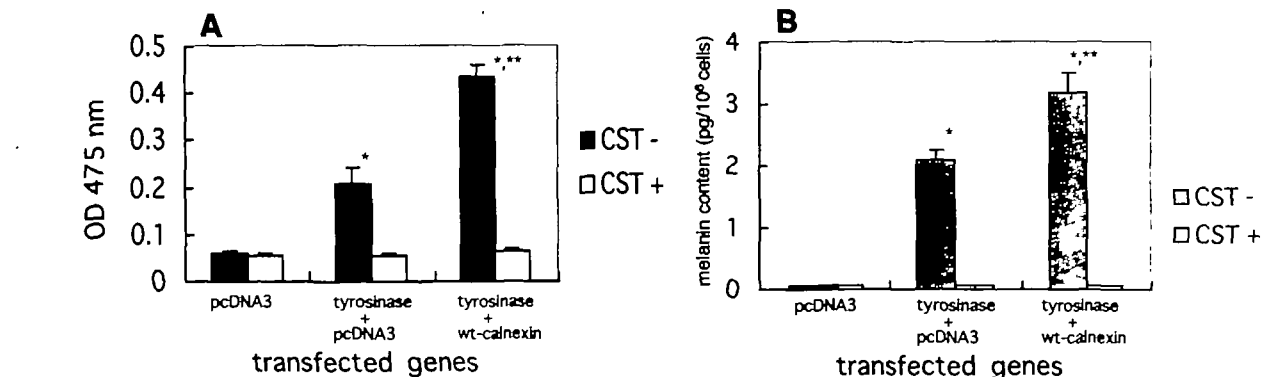 A
0.5
0.4
0.3
0.2
0.1
0
OD 475 nm
*
*,**
CST -
CST +
pcDNA3
tyrosinase
+
pcDNA3
tyrosinase
+
wt-calnexin
transfected genes
B
4
3
2
1
0
melanin content (pg/10⁶ cells)
*
*,**
CST -
CST +
pcDNA3
tyrosinase
+
pcDNA3
tyrosinase
+
wt-calnexin
transfected genes